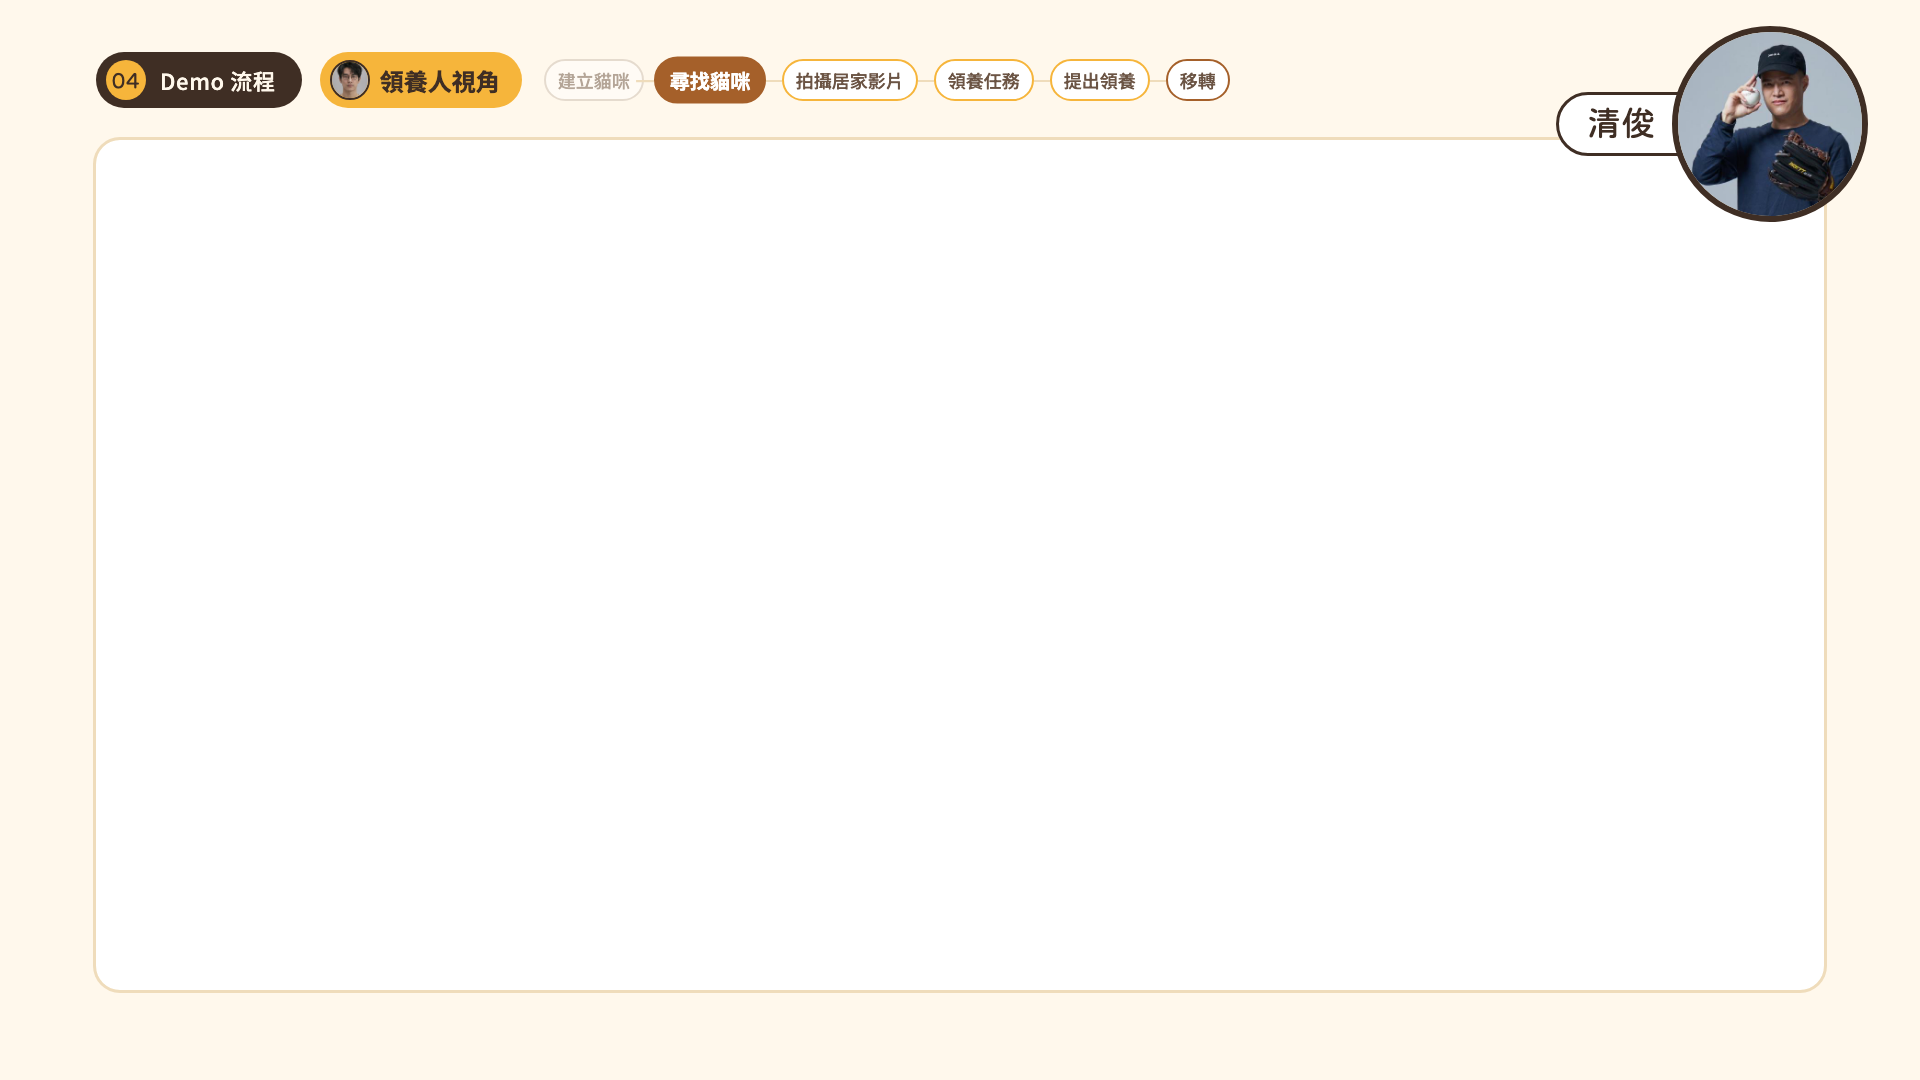 04 Demo 流程
領養人視角
建立貓咪
尋找貓咪
拍攝居家影片
領養任務
提出領養
移轉
清俊